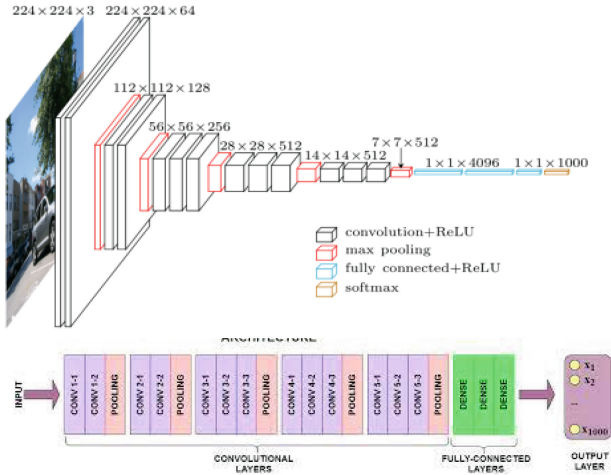 224×224×3 224×224×64
112×112×128
56×56×256
28×28×512
14×14×512
7×7×512
1×1×4096 1×1×1000
convolution+ReLU
max pooling
fully connected+ReLU
softmax
ARCHITECTURE
INPUT
CONV 1-1
CONV 1-2
POOLING
CONV 2-1
CONV 2-2
POOLING
CONV 3-1
CONV 3-2
CONV 3-3
POOLING
CONV 4-1
CONV 4-2
CONV 4-3
POOLING
CONV 5-1
CONV 5-2
CONV 5-3
POOLING
DENSE
DENSE
DENSE
x1
x2
...
x1000
CONVOLUTIONAL
LAYERS
FULLY-CONNECTED
LAYERS
OUTPUT
LAYER